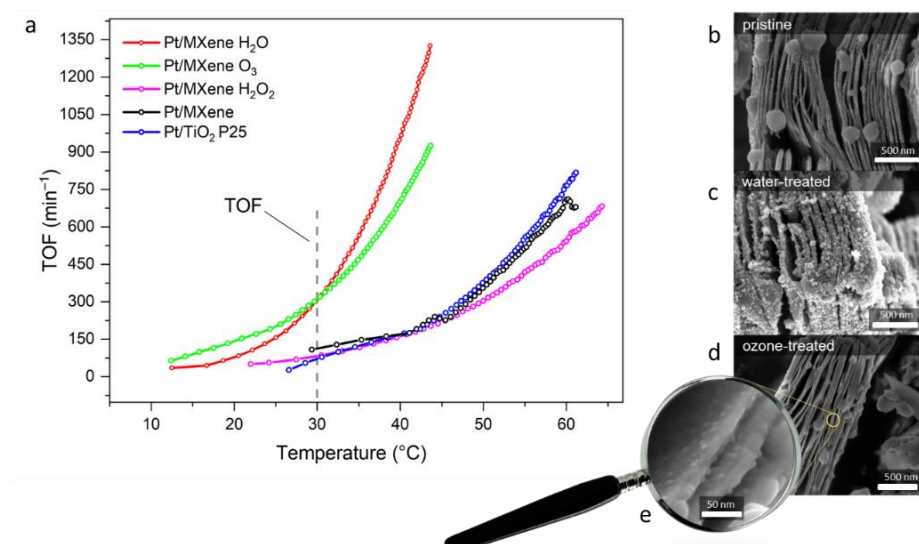 a
1350
1200
1050
900
750
600
450
300
150
0
TOF (min⁻¹)
Pt/MXene H₂O
Pt/MXene O₃
Pt/MXene H₂O₂
Pt/MXene
Pt/TiO₂ P25
TOF
10
20
30
40
50
60
Temperature (°C)
b
pristine
500 nm
c
water-treated
500 nm
d
ozone-treated
500 nm
50 nm
e